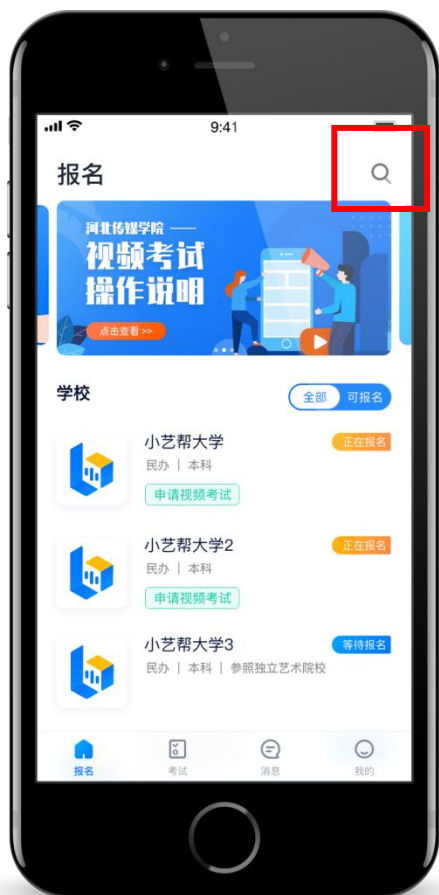 9:41
报名
河北传媒学院 ——
视频考试
操作说明
点击查看 >>
学校
全部 可报名
小艺帮大学 正在报名
民办 | 本科
申请视频考试
小艺帮大学2 正在报名
民办 | 本科
申请视频考试
小艺帮大学3 等待报名
民办 | 本科 | 参照独立艺术院校
报名 考试 消息 我的